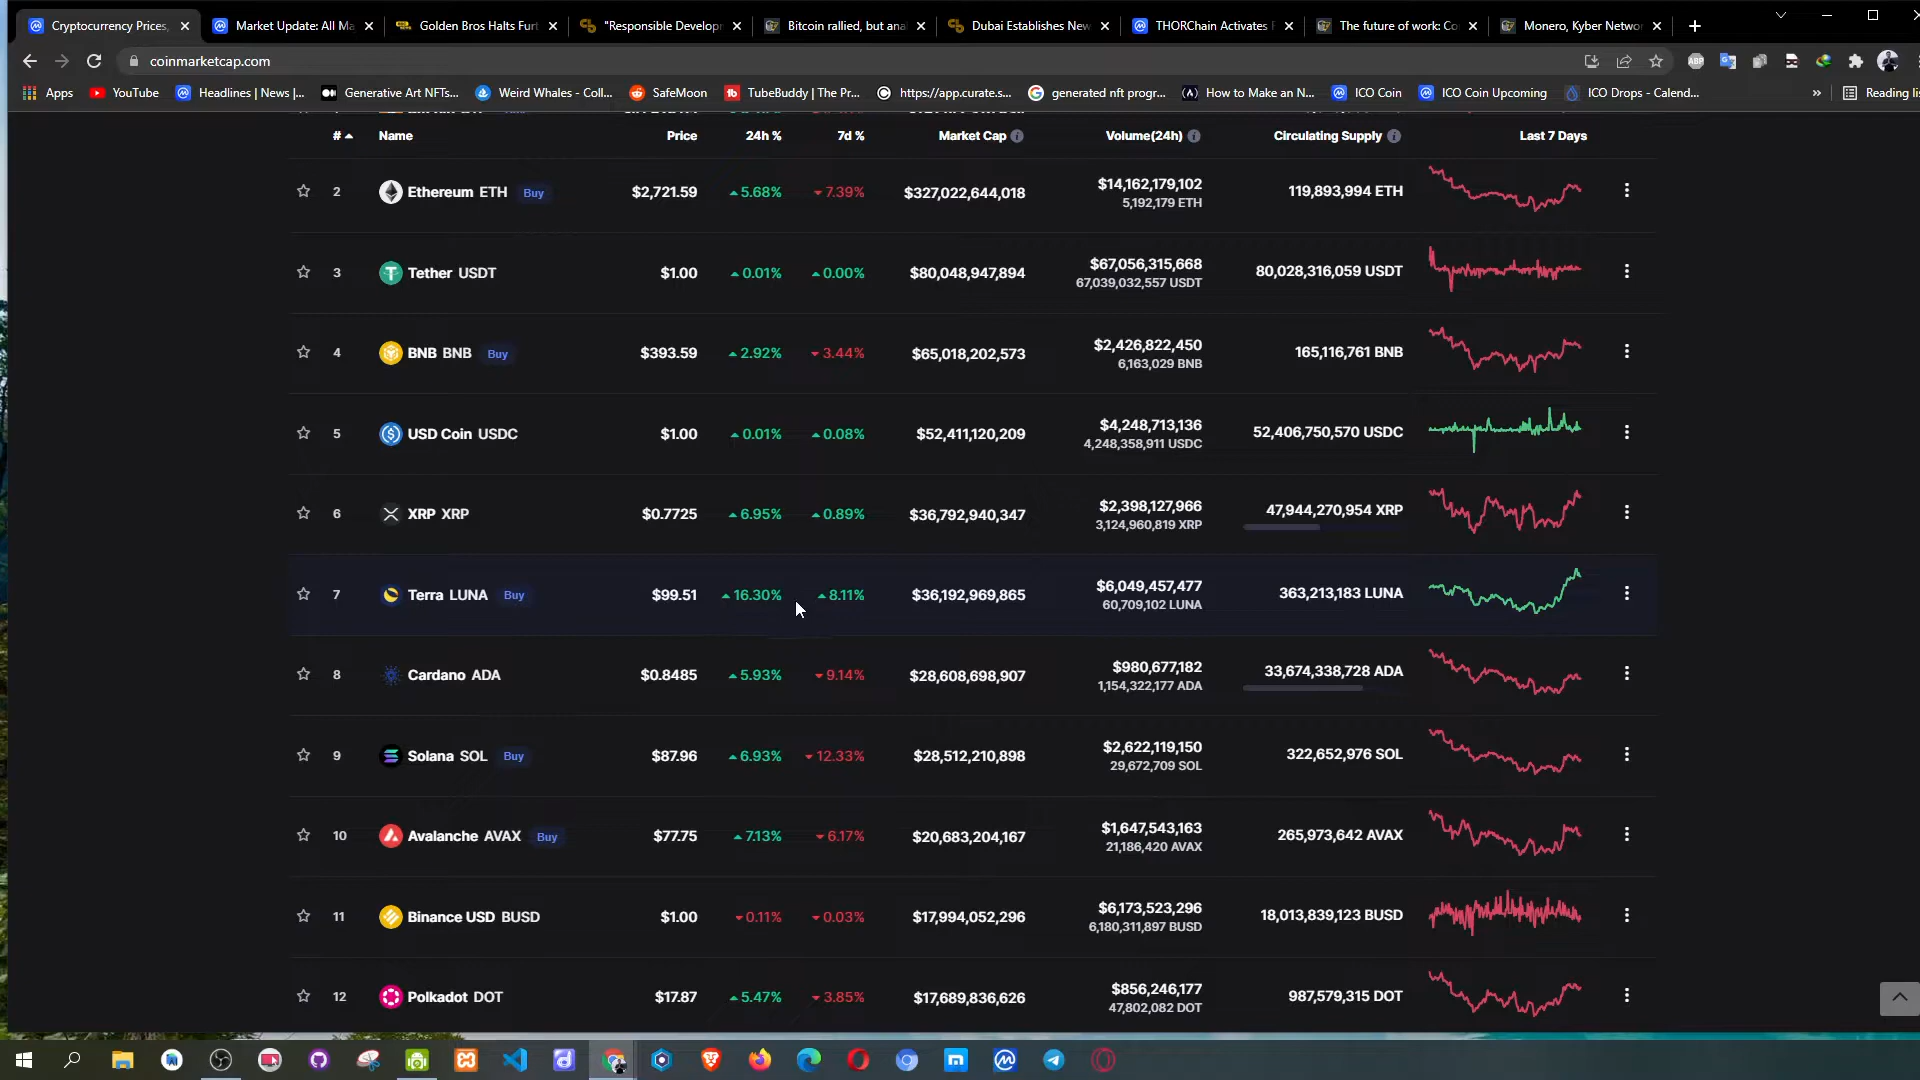 Cryptocurrency Prices,
Market Update: All Ma
Golden Bros Halts Furt
"Responsible Developr
Bitcoin rallied, but ana
Dubai Establishes New
THORChain Activates
The future of work: Co
Monero, Kyber Networ
coinmarketcap.com
Apps
YouTube
Headlines | News |...
Generative Art NFTs...
Weird Whales - Coll...
SafeMoon
TubeBuddy | The Pr...
https://app.curate.s...
generated nft progr...
How to Make an N...
ICO Coin
ICO Coin Upcoming
ICO Drops - Calend...
»
Reading lis
# Name Price 24h % 7d % Market Cap Volume(24h) Circulating Supply Last 7 Days
2 Ethereum ETH Buy $2,721.59 5.68% 7.39% $327,022,644,018 $14,162,179,102 119,893,994 ETH
5,192,179 ETH
3 Tether USDT $1.00 0.01% 0.00% $80,048,947,894 $67,056,315,668 80,028,316,059 USDT
67,039,032,557 USDT
4 BNB BNB Buy $393.59 2.92% 3.44% $65,018,202,573 $2,426,822,450 165,116,761 BNB
6,163,029 BNB
5 USD Coin USDC $1.00 0.01% 0.08% $52,411,120,209 $4,248,713,136 52,406,750,570 USDC
4,248,358,911 USDC
6 XRP XRP $0.7725 6.95% 0.89% $36,792,940,347 $2,398,127,966 47,944,270,954 XRP
3,124,960,819 XRP
7 Terra LUNA Buy $99.51 16.30% 8.11% $36,192,969,865 $6,049,457,477 363,213,183 LUNA
60,709,102 LUNA
8 Cardano ADA $0.8485 5.93% 9.14% $28,608,698,907 $980,677,182 33,674,338,728 ADA
1,154,322,177 ADA
9 Solana SOL Buy $87.96 6.93% 12.33% $28,512,210,898 $2,622,119,150 322,652,976 SOL
29,672,709 SOL
10 Avalanche AVAX Buy $77.75 7.13% 6.17% $20,683,204,167 $1,647,543,163 265,973,642 AVAX
21,186,420 AVAX
11 Binance USD BUSD $1.00 0.11% 0.03% $17,994,052,296 $6,173,523,296 18,013,839,123 BUSD
6,180,311,897 BUSD
12 Polkadot DOT $17.87 5.47% 3.85% $17,689,836,626 $856,246,177 987,579,315 DOT
47,802,082 DOT